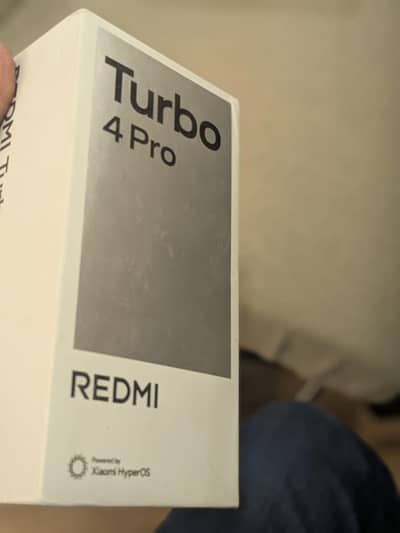 Turbo
4 Pro
REDMI
Powered by
Xiaomi HyperOS